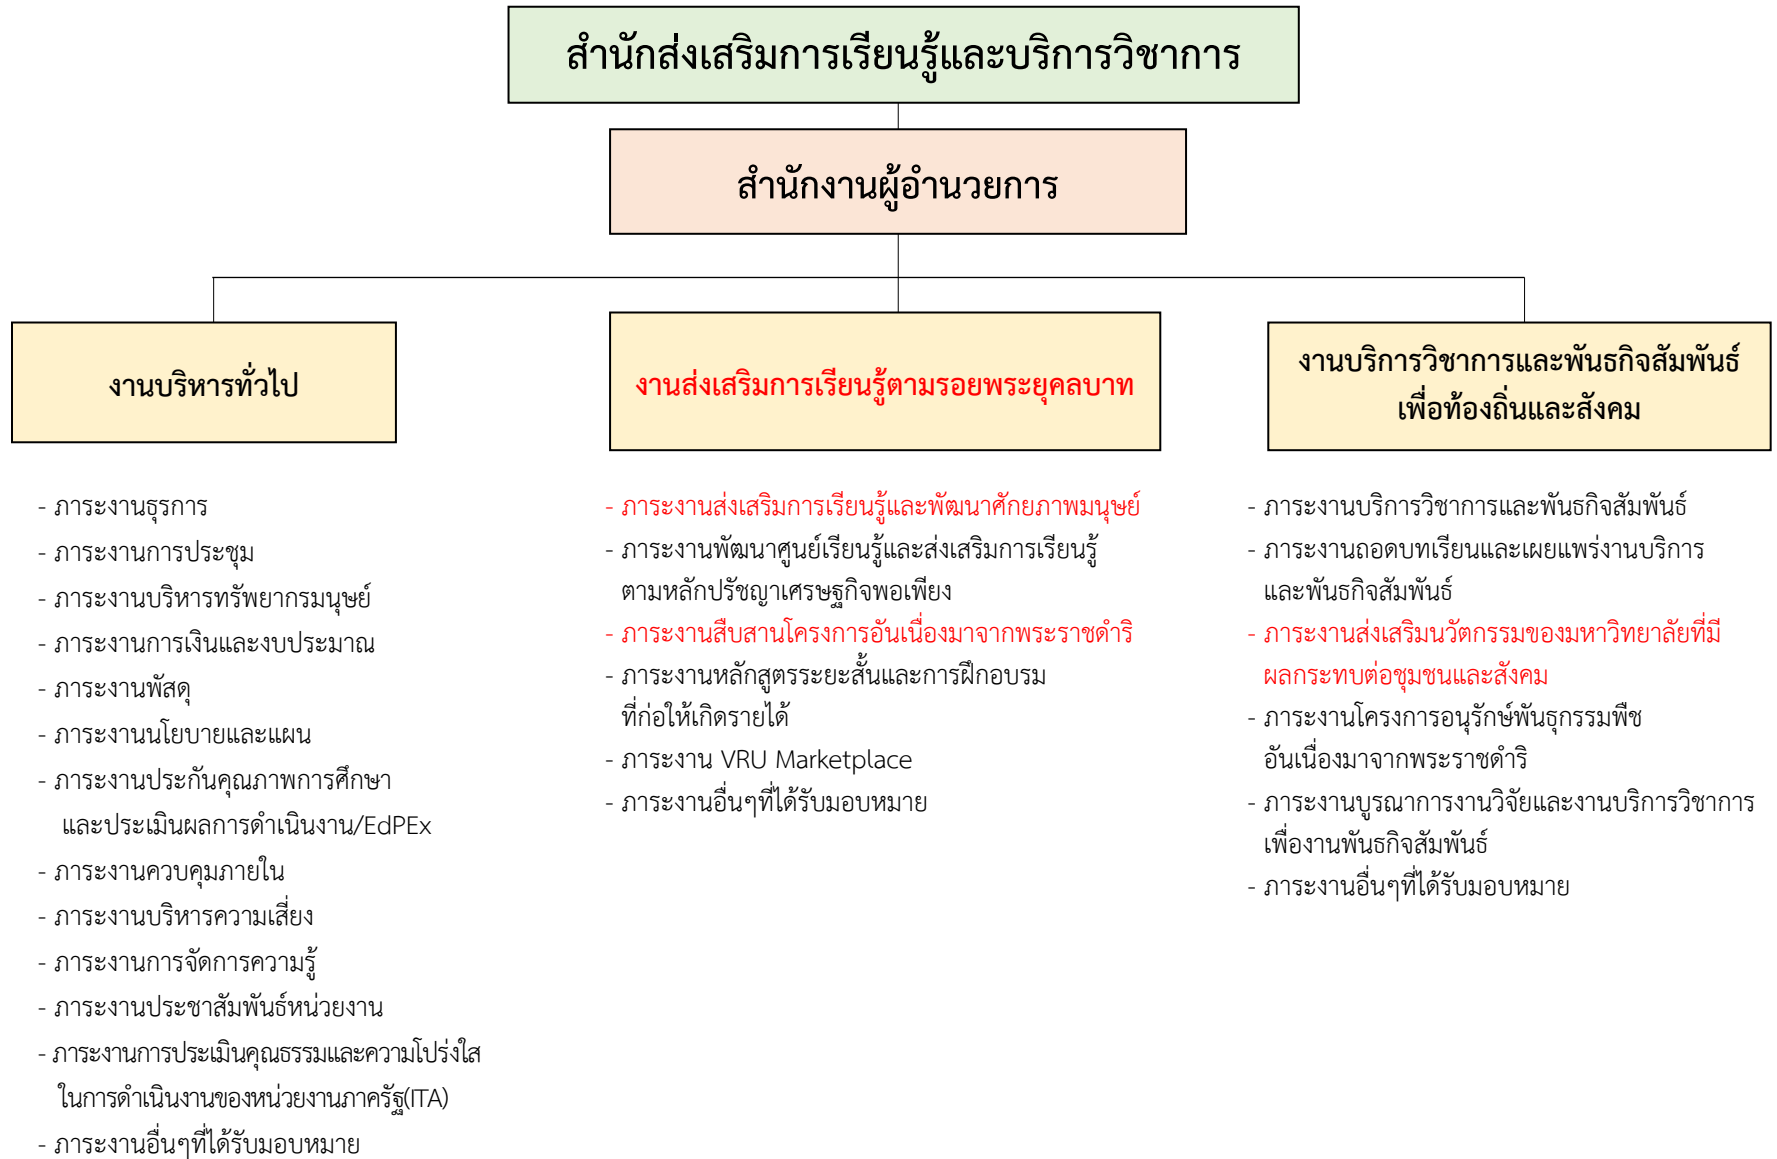 สำนักส่งเสริมการเรียนรู้และบริการวิชาการ
สำนักงานผู้อำนวยการ
งานบริหารทั่วไป
- ภาระงานธุรการ
- ภาระงานการประชุม
- ภาระงานบริหารทรัพยากรมนุษย์
- ภาระงานการเงินและงบประมาณ
- ภาระงานพัสดุ
- ภาระงานนโยบายและแผน
- ภาระงานประกันคุณภาพการศึกษา
และประเมินผลการดำเนินงาน/EdPEx
- ภาระงานควบคุมภายใน
- ภาระงานบริหารความเสี่ยง
- ภาระงานการจัดการความรู้
- ภาระงานประชาสัมพันธ์หน่วยงาน
- ภาระงานการประเมินคุณธรรมและความโปร่งใส
ในการดำเนินงานของหน่วยงานภาครัฐ(ITA)
- ภาระงานอื่นๆที่ได้รับมอบหมาย
งานส่งเสริมการเรียนรู้ตามรอยพระยุคลบาท
- ภาระงานส่งเสริมการเรียนรู้และพัฒนาศักยภาพมนุษย์
- ภาระงานพัฒนาศูนย์เรียนรู้และส่งเสริมการเรียนรู้
ตามหลักปรัชญาเศรษฐกิจพอเพียง
- ภาระงานสืบสานโครงการอันเนื่องมาจากพระราชดำริ
- ภาระงานหลักสูตรระยะสั้นและการฝึกอบรม
ที่ก่อให้เกิดรายได้
- ภาระงาน VRU Marketplace
- ภาระงานอื่นๆที่ได้รับมอบหมาย
งานบริการวิชาการและพันธกิจสัมพันธ์
เพื่อท้องถิ่นและสังคม
- ภาระงานบริการวิชาการและพันธกิจสัมพันธ์
- ภาระงานถอดบทเรียนและเผยแพร่งานบริการ
และพันธกิจสัมพันธ์
- ภาระงานส่งเสริมนวัตกรรมของมหาวิทยาลัยที่มี
ผลกระทบต่อชุมชนและสังคม
- ภาระงานโครงการอนุรักษ์พันธุกรรมพืช
อันเนื่องมาจากพระราชดำริ
- ภาระงานบูรณาการงานวิจัยและงานบริการวิชาการ
เพื่องานพันธกิจสัมพันธ์
- ภาระงานอื่นๆที่ได้รับมอบหมาย